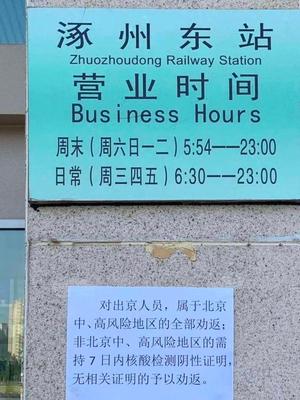 涿州东站
Zhuozhoudong Railway Station
营业时间
Business Hours
周末（周六日一二）5:54——23:00
日常（周三四五）6:30——23:00
对出京人员，属于北京
中、高风险地区的全部劝返；
非北京中、高风险地区的需
持 7 日内核酸检测阴性证明，
无相关证明的予以劝返。